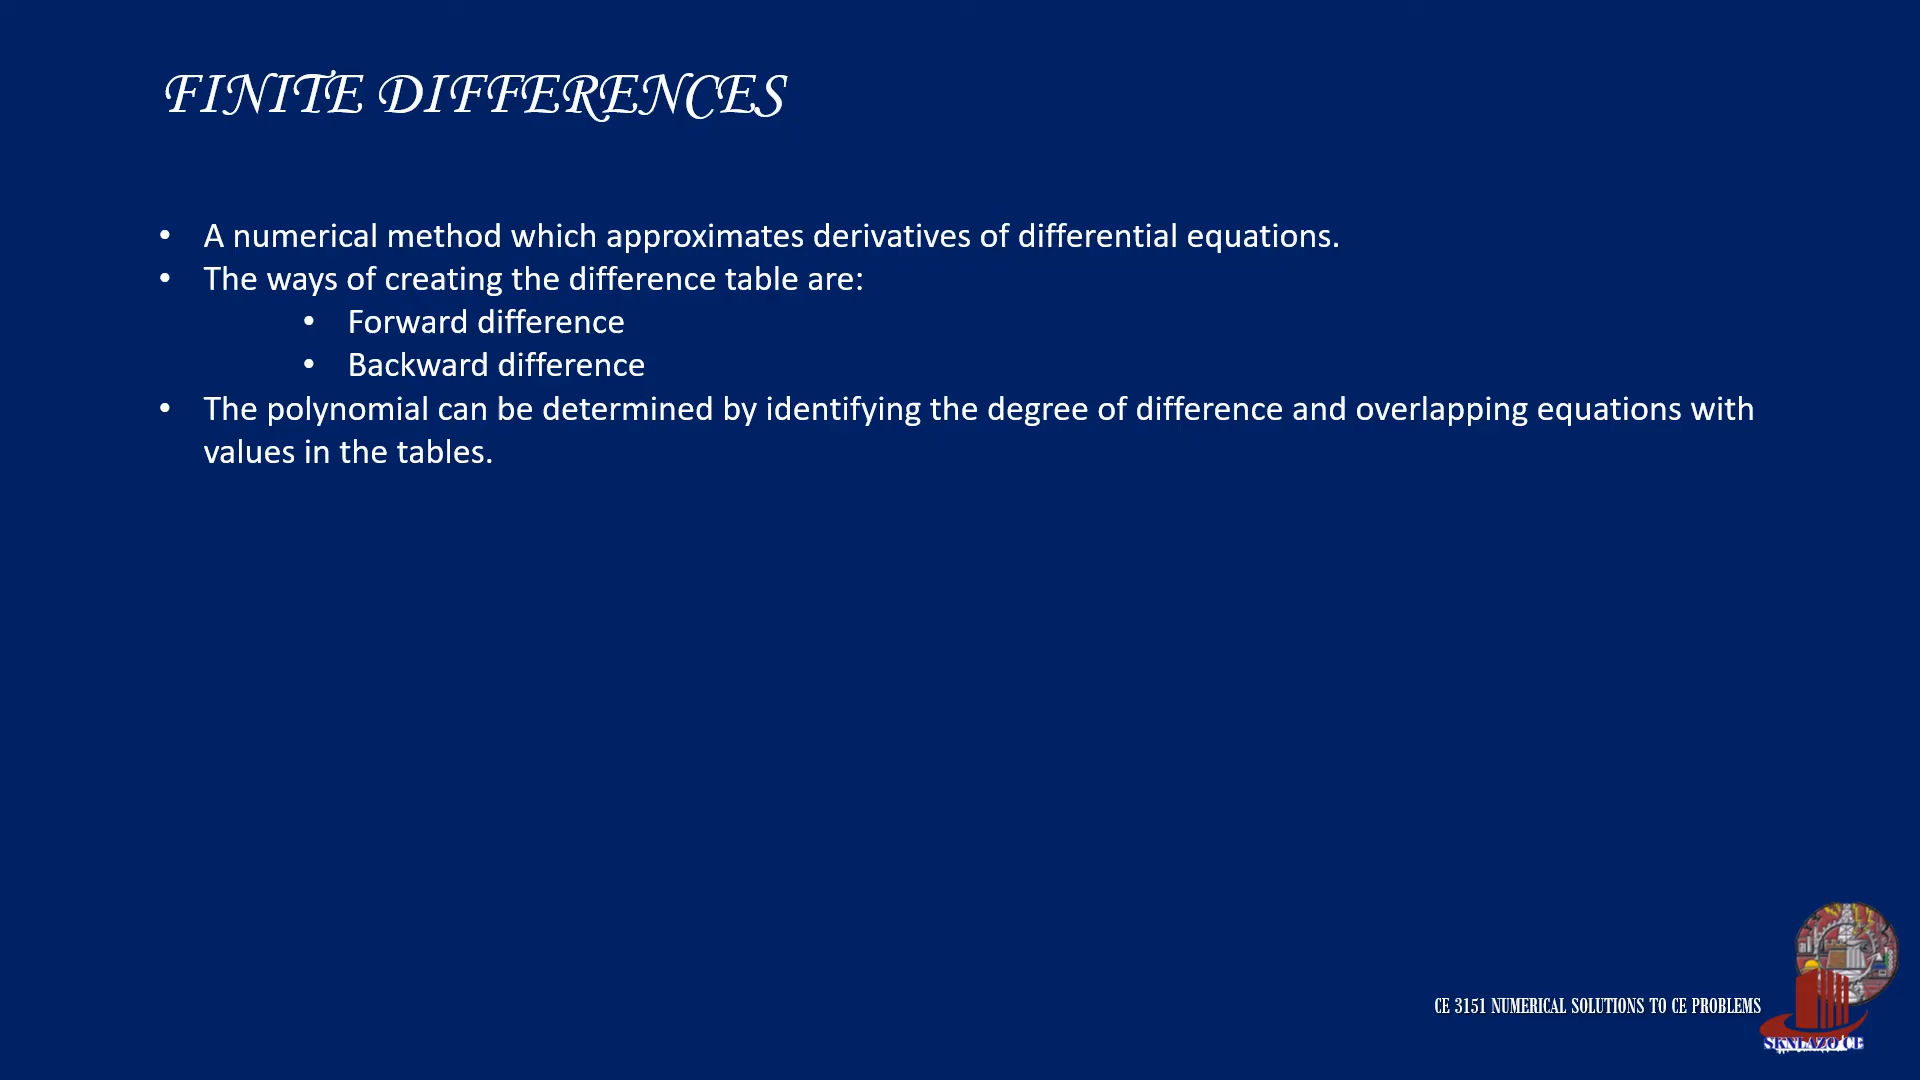 FINITE DIFFERENCES
• A numerical method which approximates derivatives of differential equations.
• The ways of creating the difference table are:
• Forward difference
• Backward difference
• The polynomial can be determined by identifying the degree of difference and overlapping equations with
values in the tables.
CE 3151 NUMERICAL SOLUTIONS TO CE PROBLEMS
SKNLAZO CE